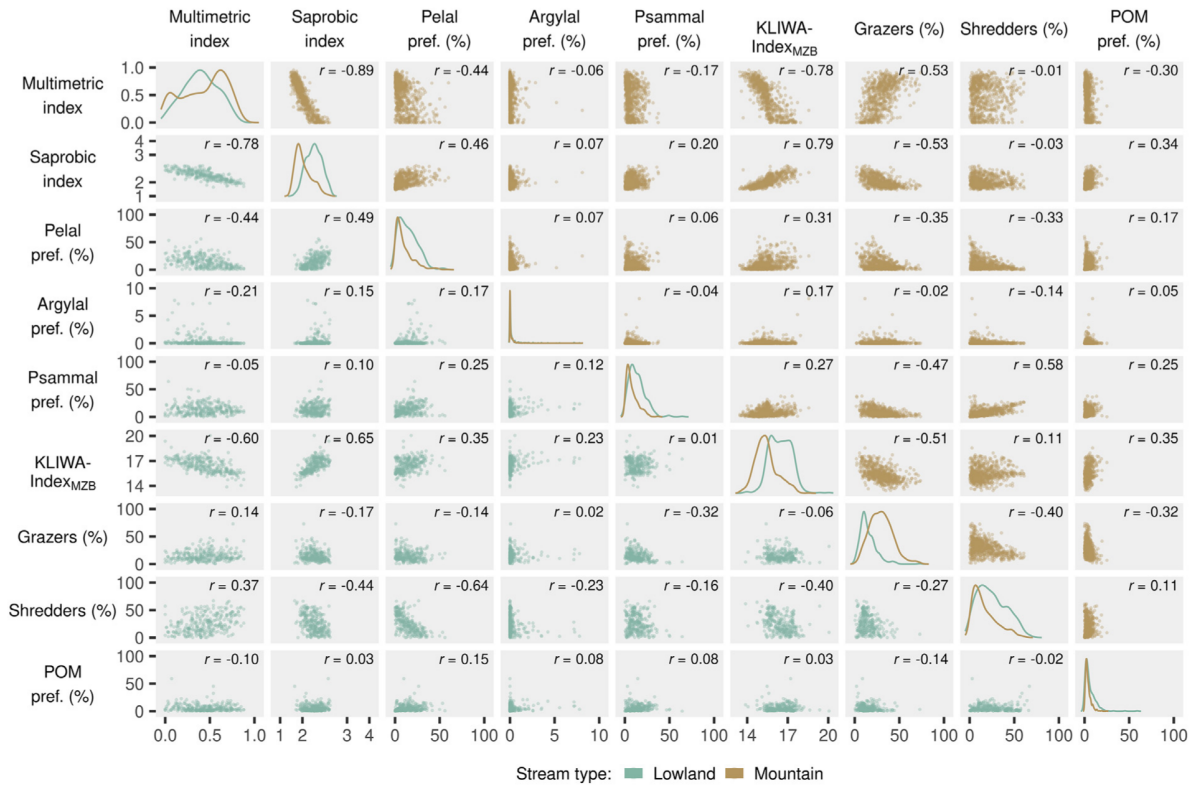 Multimetric index
Saprobic index
Pelal pref. (%)
Argylal pref. (%)
Psammal pref. (%)
KLIWA-IndexMZB
Grazers (%)
Shredders (%)
POM pref. (%)
Multimetric index
1.0
0.5
0.0
r = -0.89
r = -0.44
r = -0.06
r = -0.17
r = -0.78
r = 0.53
r = -0.01
r = -0.30
Saprobic index
4
3
2
1
r = -0.78
r = 0.46
r = 0.07
r = 0.20
r = 0.79
r = -0.53
r = -0.03
r = 0.34
Pelal pref. (%)
100
50
0
r = -0.44
r = 0.49
r = 0.07
r = 0.06
r = 0.31
r = -0.35
r = -0.33
r = 0.17
Argylal pref. (%)
10
5
0
r = -0.21
r = 0.15
r = 0.17
r = -0.04
r = 0.17
r = -0.02
r = -0.14
r = 0.05
Psammal pref. (%)
100
50
0
r = -0.05
r = 0.10
r = 0.25
r = 0.12
r = 0.27
r = -0.47
r = 0.58
r = 0.25
KLIWA-IndexMZB
20
17
14
r = -0.60
r = 0.65
r = 0.35
r = 0.23
r = 0.01
r = -0.51
r = 0.11
r = 0.35
Grazers (%)
100
50
0
r = 0.14
r = -0.17
r = -0.14
r = 0.02
r = -0.32
r = -0.06
r = -0.40
r = -0.32
Shredders (%)
100
50
0
r = 0.37
r = -0.44
r = -0.64
r = -0.23
r = -0.16
r = -0.40
r = -0.27
r = 0.11
POM pref. (%)
100
50
0
r = -0.10
r = 0.03
r = 0.15
r = 0.08
r = 0.08
r = 0.03
r = -0.14
r = -0.02
0.0 0.5 1.0
1 2 3 4
0 50 100
0 5 10
0 50 100
14 17 20
0 50 100
0 50 100
0 50 100
Stream type: Lowland Mountain